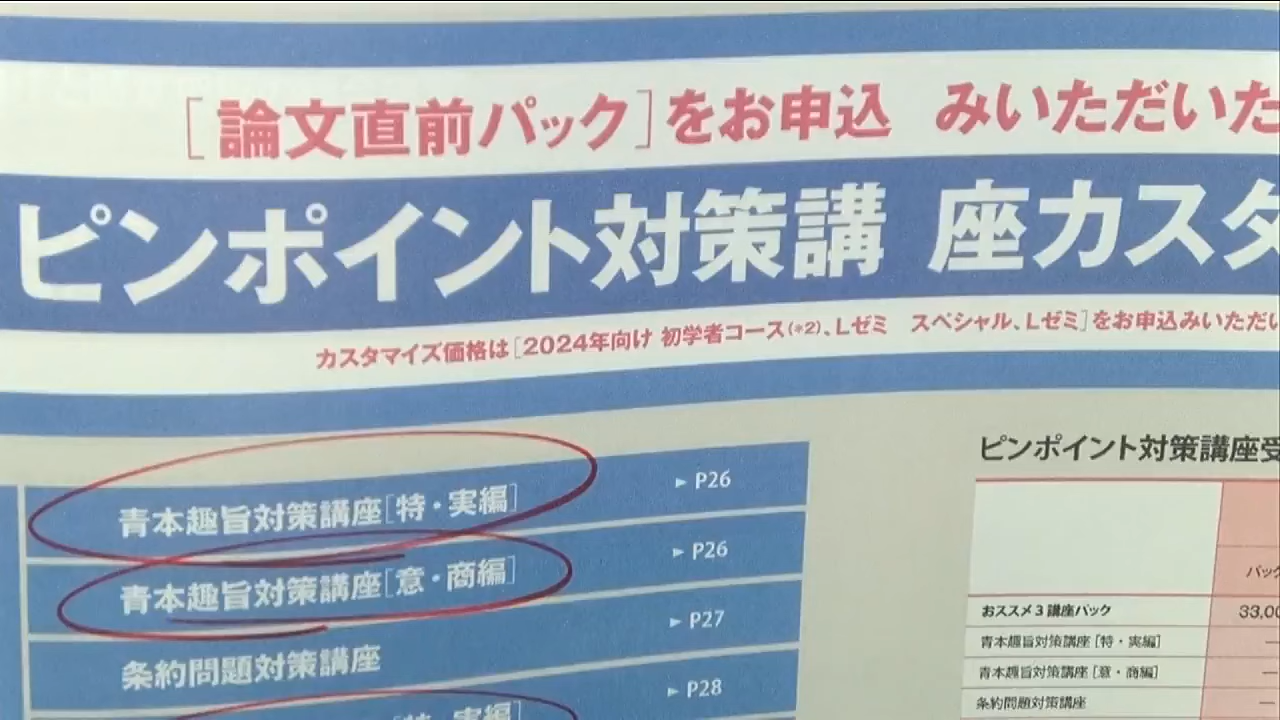 [論文直前パック]をお申込 みいただいた
ピンポイント対策講 座カスタ
カスタマイズ価格は[2024年向け 初学者コース(*2)、Lゼミ スペシャル、Lゼミ]をお申込みいただい
青本趣旨対策講座[特・実編] ► P26
青本趣旨対策講座[意・商編] ► P26
条約問題対策講座 ► P27
[特・実編] ► P28
ピンポイント対策講座受
パック
おススメ3講座パック 33,00
青本趣旨対策講座[特・実編] —
青本趣旨対策講座[意・商編] —
条約問題対策講座 —